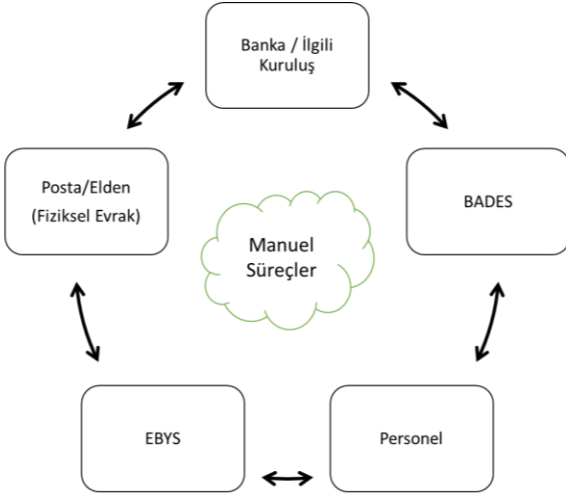 Banka / İlgili
Kuruluş
Posta/Elden
(Fiziksel Evrak)
BADES
Manuel
Süreçler
EBYS
Personel